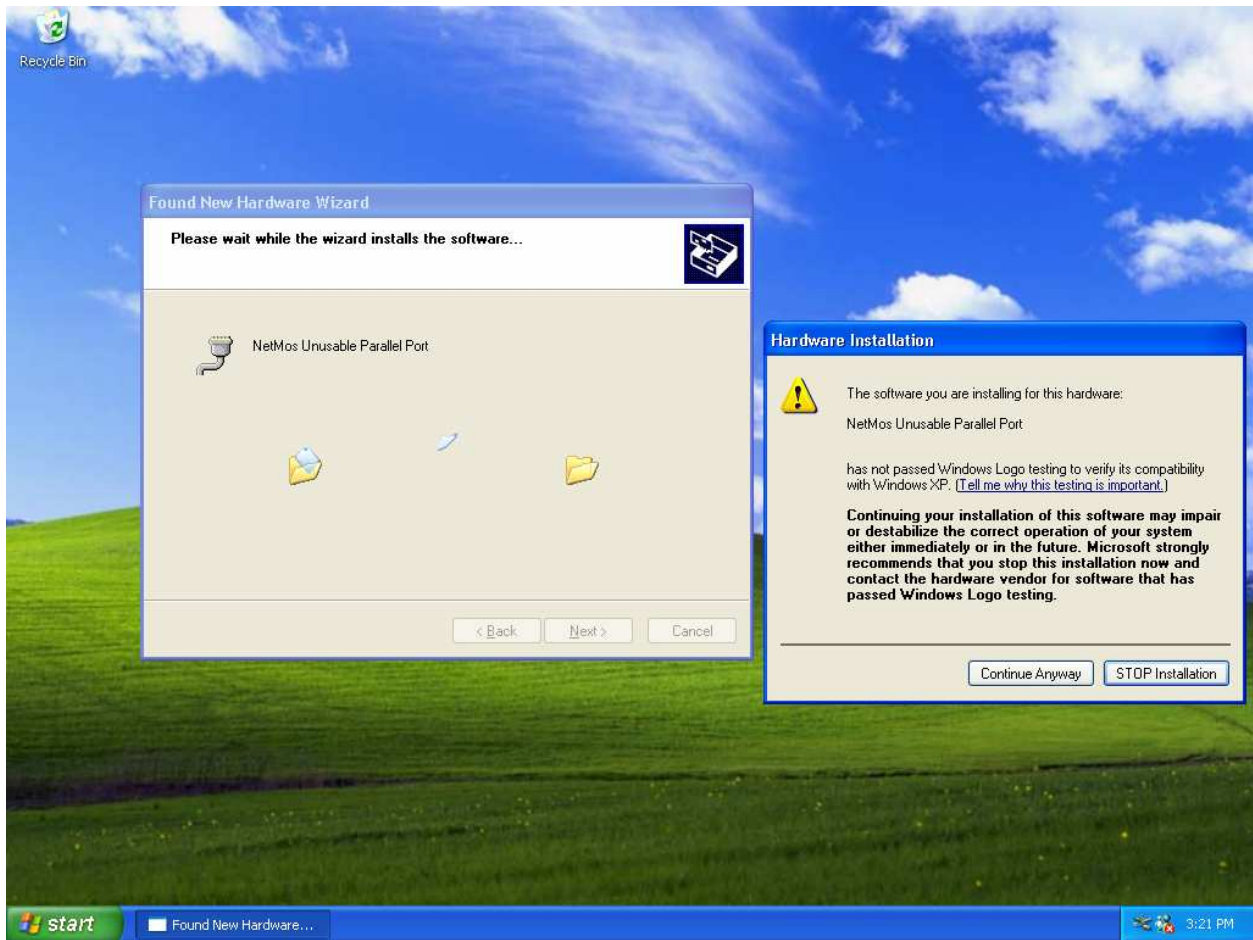 Recycle Bin
Found New Hardware Wizard
Please wait while the wizard installs the software...
NetMos Unusable Parallel Port
< Back
Next >
Cancel
Hardware Installation
The software you are installing for this hardware:
NetMos Unusable Parallel Port
has not passed Windows Logo testing to verify its compatibility
with Windows XP. (Tell me why this testing is important.)
Continuing your installation of this software may impair
or destabilize the correct operation of your system
either immediately or in the future. Microsoft strongly
recommends that you stop this installation now and
contact the hardware vendor for software that has
passed Windows Logo testing.
Continue Anyway
STOP Installation
start
Found New Hardware...
3:21 PM